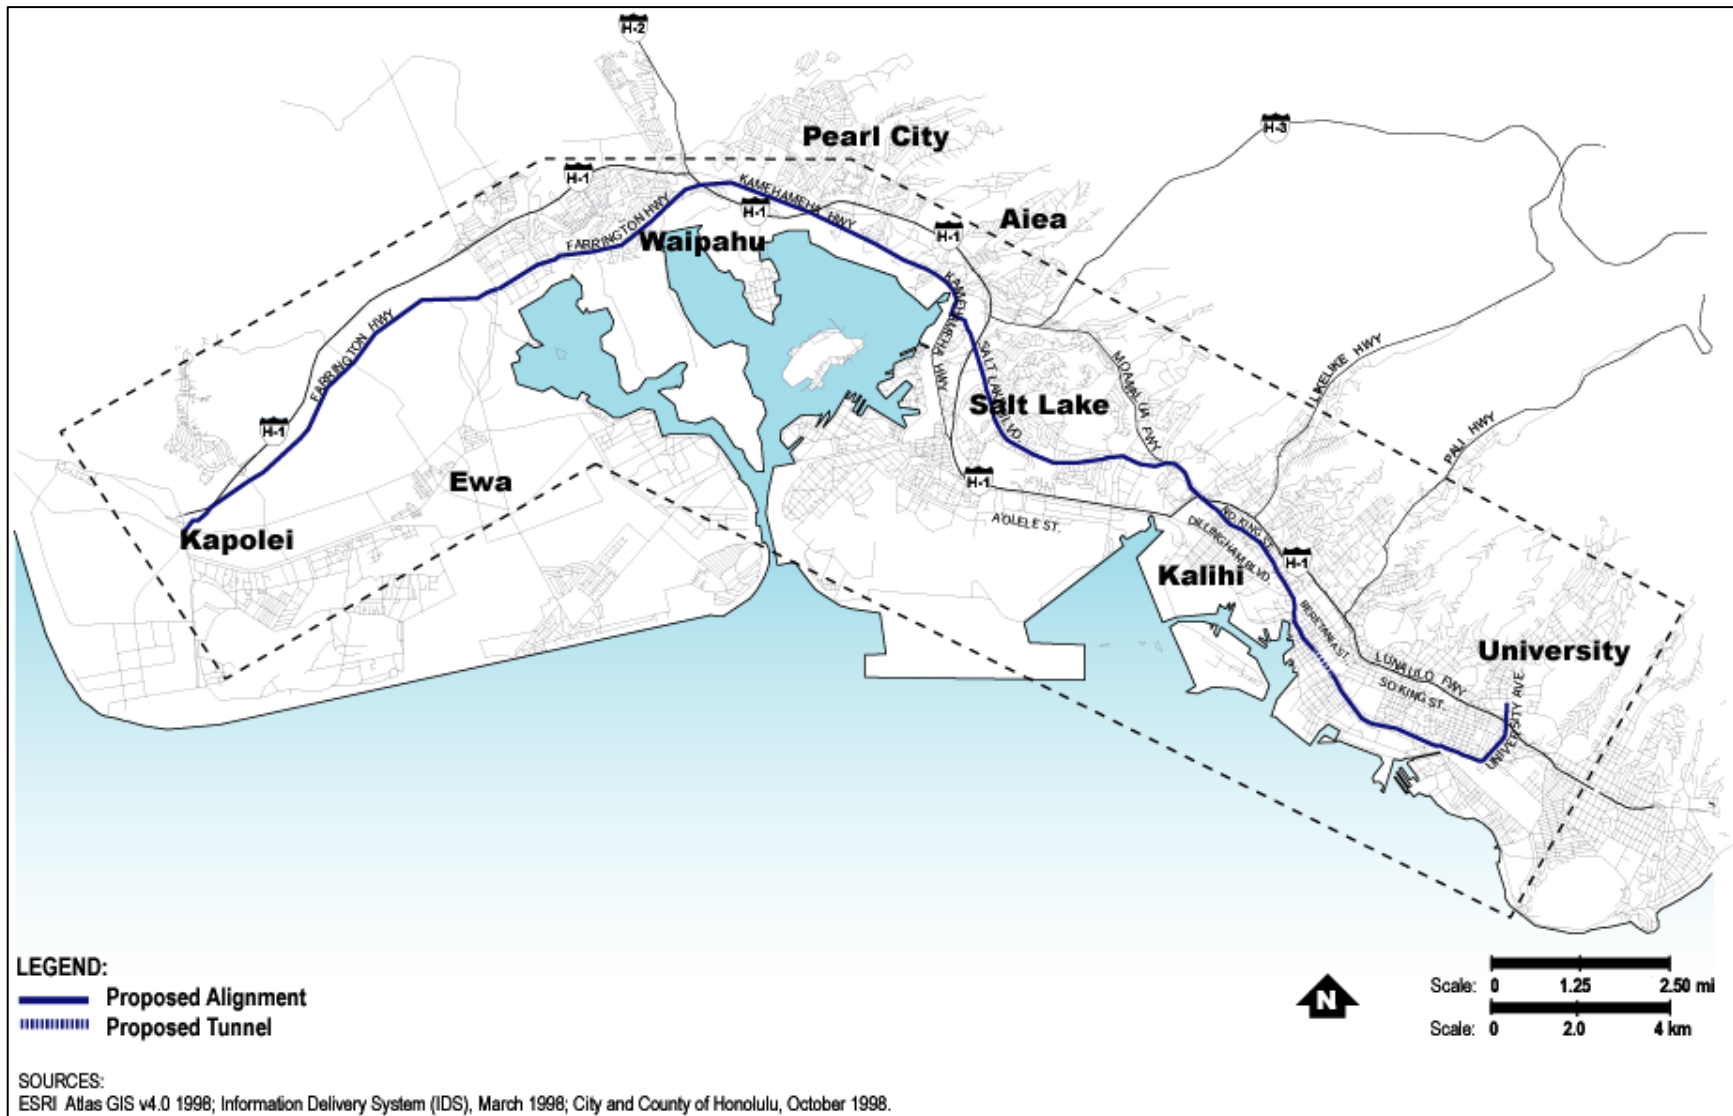 H-2
Pearl City
H-3
H-1
KAMEHAMEHA HWY
FARRINGTON HWY
H-1
Aiea
Waipahu
H-1
KAMEHAMEHA HWY
FARRINGTON HWY
SALT LAKE BLVD.
MOANALUA FWY
LIKELIKE HWY
Salt Lake
H-1
PALI HWY
Ewa
H-1
A'OLELE ST.
NO. KING ST.
DILLINGHAM BLVD.
Kapolei
H-1
Kalihi
BERETANIA ST.
University
LUNALILO FWY
SO KING ST.
UNIVERSITY AVE.
LEGEND:
Proposed Alignment
Proposed Tunnel
N
Scale: 0 1.25 2.50 mi
Scale: 0 2.0 4 km
SOURCES:
ESRI Atlas GIS v4.0 1998; Information Delivery System (IDS), March 1998; City and County of Honolulu, October 1998.